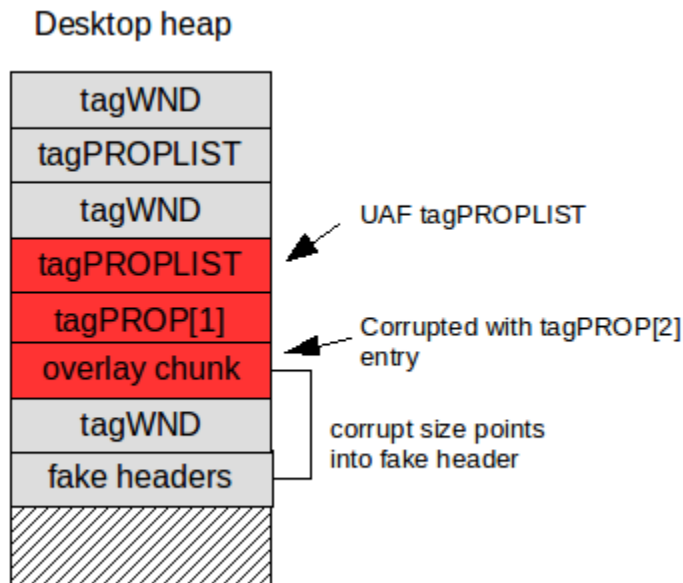 Desktop heap
tagWND
tagPROPLIST
tagWND
UAF tagPROPLIST
tagPROPLIST
tagPROP[1]
Corrupted with tagPROP[2]
entry
overlay chunk
tagWND
corrupt size points
into fake header
fake headers